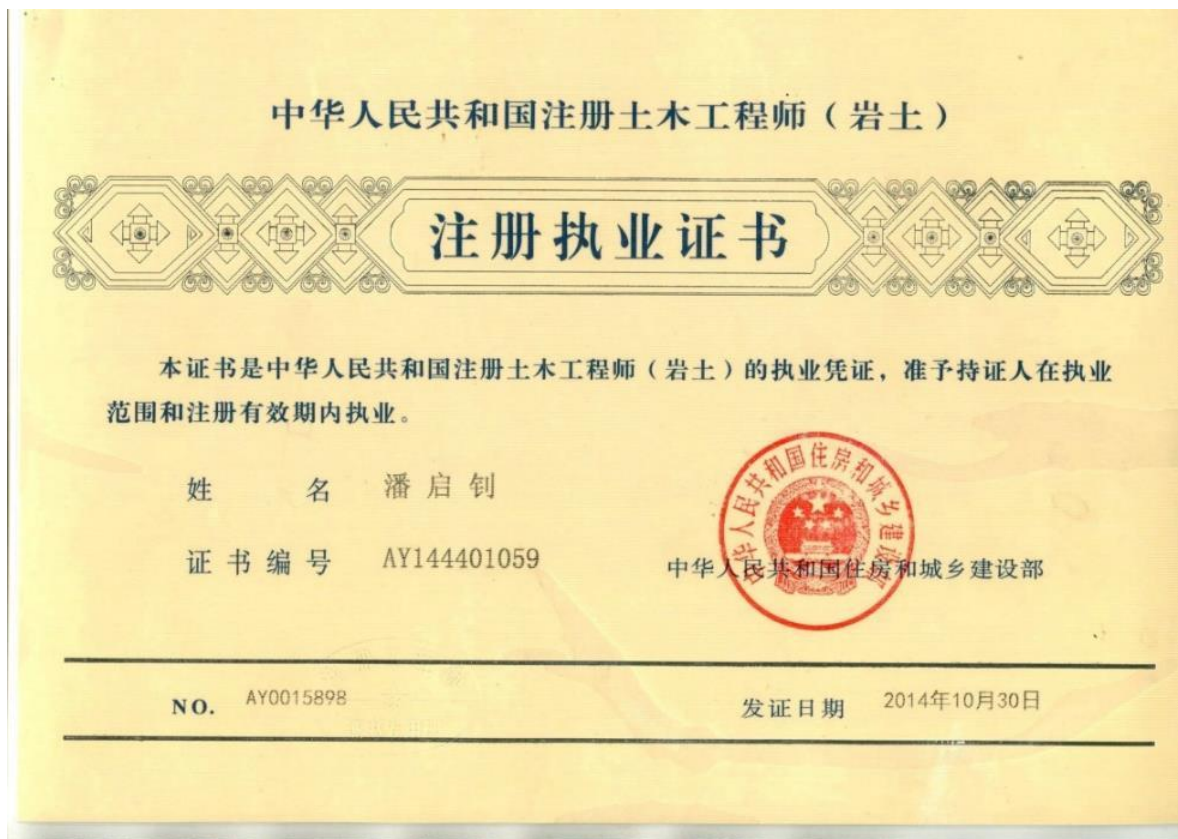 中华人民共和国注册土木工程师（岩土）
注册执业证书
本证书是中华人民共和国注册土木工程师（岩土）的执业凭证，准予持证人在执业
范围和注册有效期内执业。
姓 名 潘启钊
证书编号 AY144401059
中华人民共和国住房和城乡建设部
中华人民共和国住房和城乡建设部
NO. AY0015898
发证日期 2014年10月30日